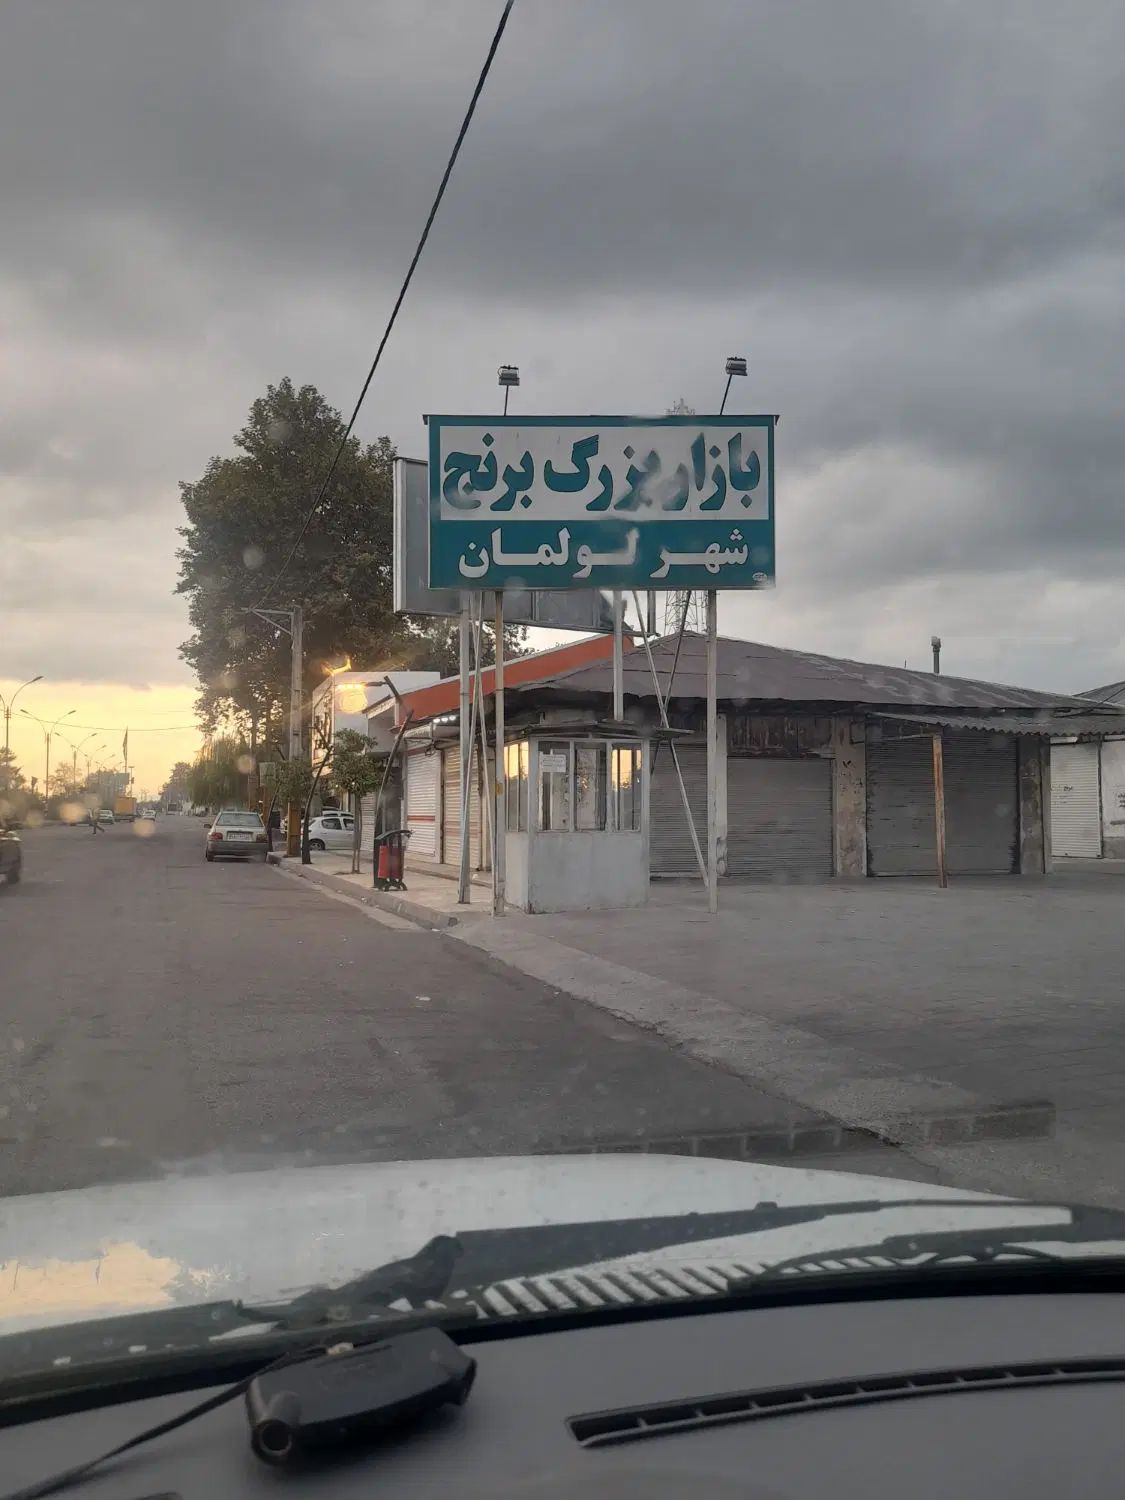 بازار بزرگ برنج
شهر لولمان